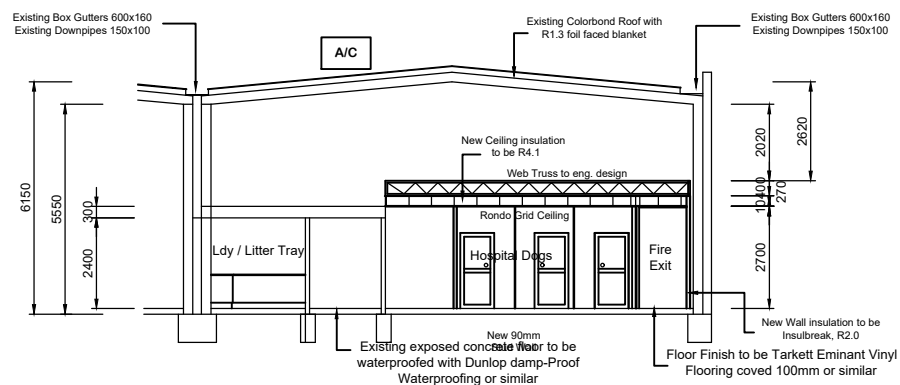 Existing Box Gutters 600x160
Existing Downpipes 150x100
A/C
Existing Colorbond Roof with
R1.3 foil faced blanket
Existing Box Gutters 600x160
Existing Downpipes 150x100
6150
5550
300
2400
New Ceiling insulation
to be R4.1
Web Truss to eng. design
Rondo Grid Ceiling
Ldy / Litter Tray
Hospital Dogs
Fire
Exit
2020
2620
10400
270
2700
New 90mm
Existing exposed concrete floor to be
waterproofed with Dunlop damp-Proof
Waterproofing or similar
New Wall insulation to be
Insulbreak, R2.0
Floor Finish to be Tarkett Eminant Vinyl
Flooring coved 100mm or similar